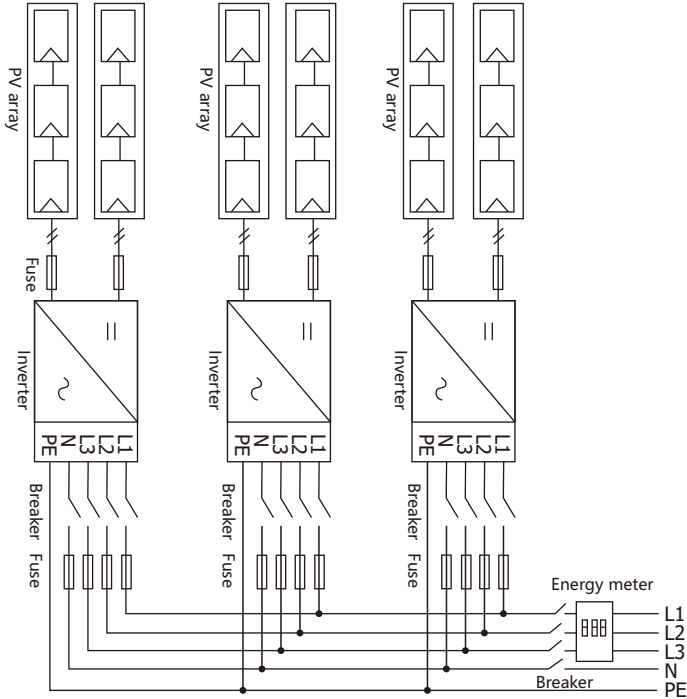 PV array
PV array
PV array
Fuse
Inverter
Inverter
Inverter
PE N L3 L2 L1
PE N L3 L2 L1
PE N L3 L2 L1
Breaker Fuse
Breaker Fuse
Breaker Fuse
Energy meter
L1
L2
L3
N
Breaker
PE